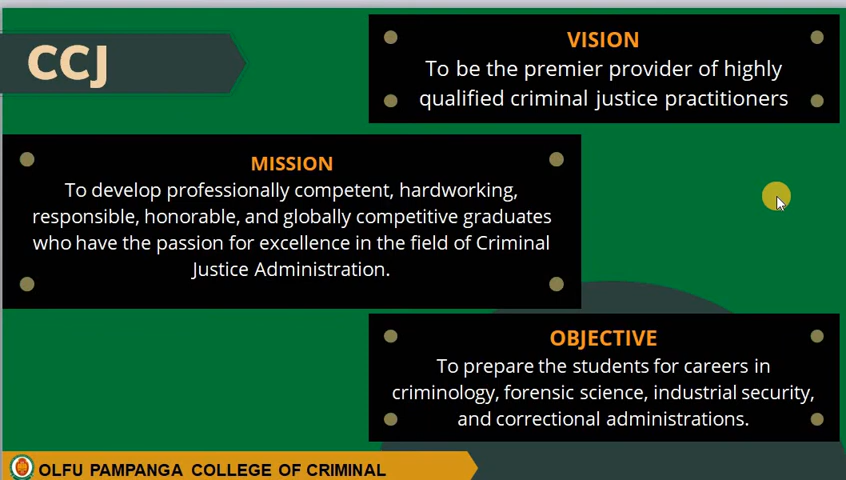 CCJ
VISION
To be the premier provider of highly
qualified criminal justice practitioners
MISSION
To develop professionally competent, hardworking,
responsible, honorable, and globally competitive graduates
who have the passion for excellence in the field of Criminal
Justice Administration.
OBJECTIVE
To prepare the students for careers in
criminology, forensic science, industrial security,
and correctional administrations.
OLFU PAMPANGA COLLEGE OF CRIMINAL